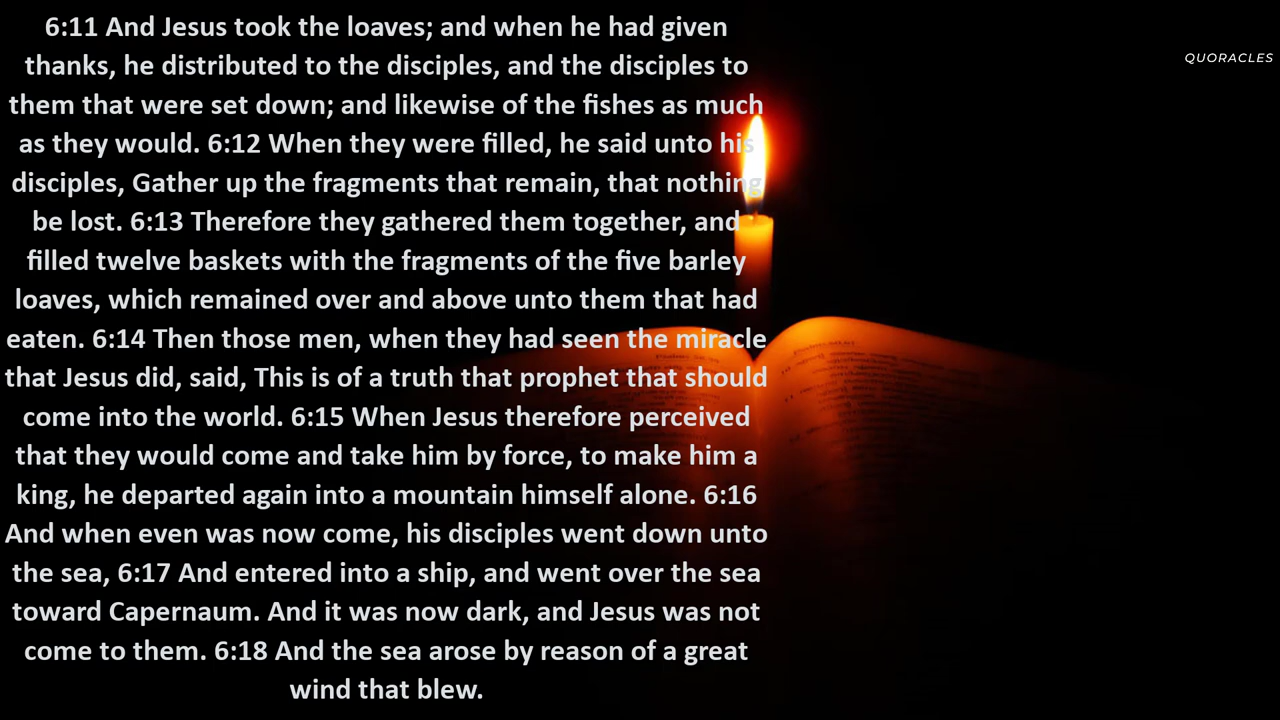 6:11 And Jesus took the loaves; and when he had given
thanks, he distributed to the disciples, and the disciples to
them that were set down; and likewise of the fishes as much
as they would. 6:12 When they were filled, he said unto his
disciples, Gather up the fragments that remain, that nothing
be lost. 6:13 Therefore they gathered them together, and
filled twelve baskets with the fragments of the five barley
loaves, which remained over and above unto them that had
eaten. 6:14 Then those men, when they had seen the miracle
that Jesus did, said, This is of a truth that prophet that should
come into the world. 6:15 When Jesus therefore perceived
that they would come and take him by force, to make him a
king, he departed again into a mountain himself alone. 6:16
And when even was now come, his disciples went down unto
the sea, 6:17 And entered into a ship, and went over the sea
toward Capernaum. And it was now dark, and Jesus was not
come to them. 6:18 And the sea arose by reason of a great
wind that blew.
QUORACLES